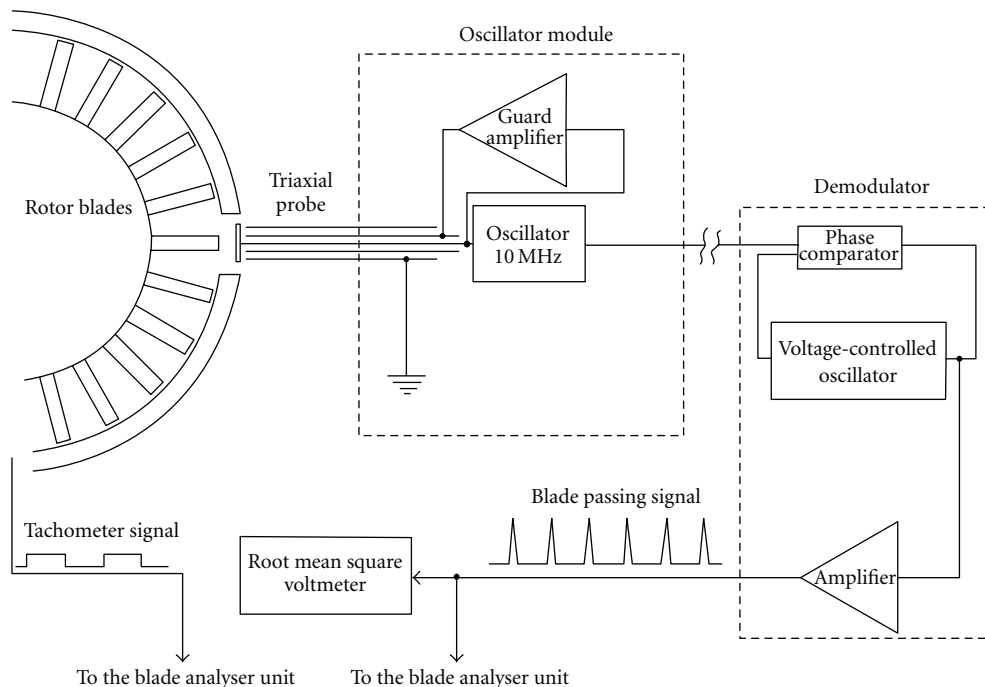 Oscillator module
Guard
amplifier
Triaxial
probe
Rotor blades
Oscillator
10 MHz
Demodulator
Phase
comparator
Voltage-controlled
oscillator
Blade passing signal
Tachometer signal
Root mean square
voltmeter
Amplifier
To the blade analyser unit
To the blade analyser unit